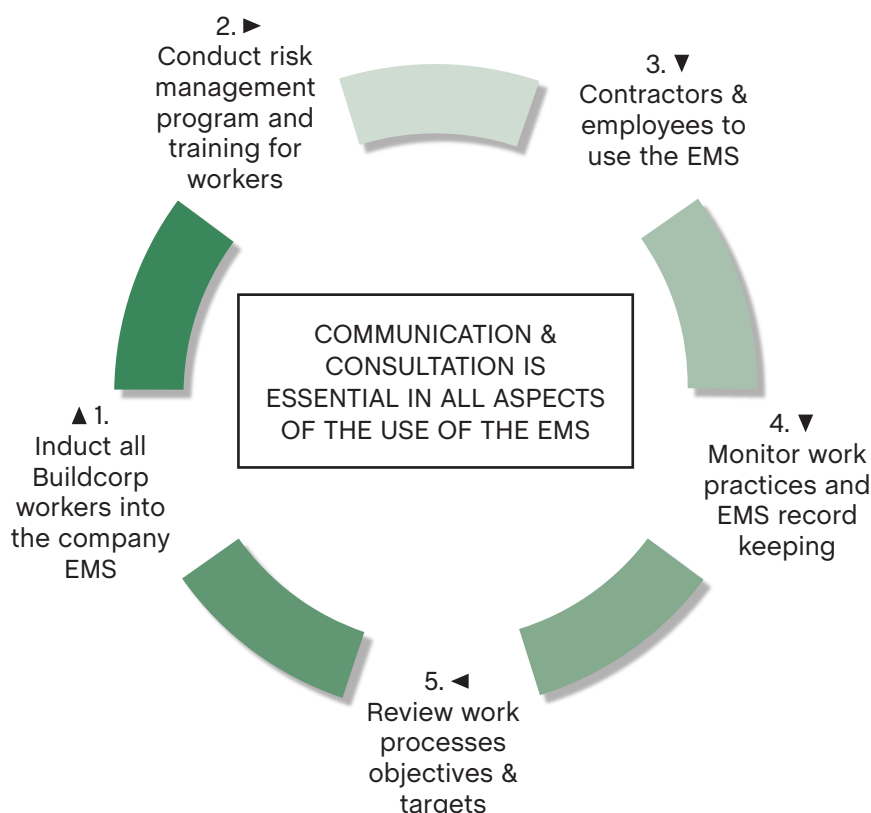 2. ►
Conduct risk
management
program and
training for
workers
3. ▼
Contractors &
employees to
use the EMS
COMMUNICATION &
CONSULTATION IS
ESSENTIAL IN ALL ASPECTS
OF THE USE OF THE EMS
▲ 1.
Induct all
Buildcorp
workers into
the company
EMS
4. ▼
Monitor work
practices and
EMS record
keeping
5. ◄
Review work
processes
objectives &
targets